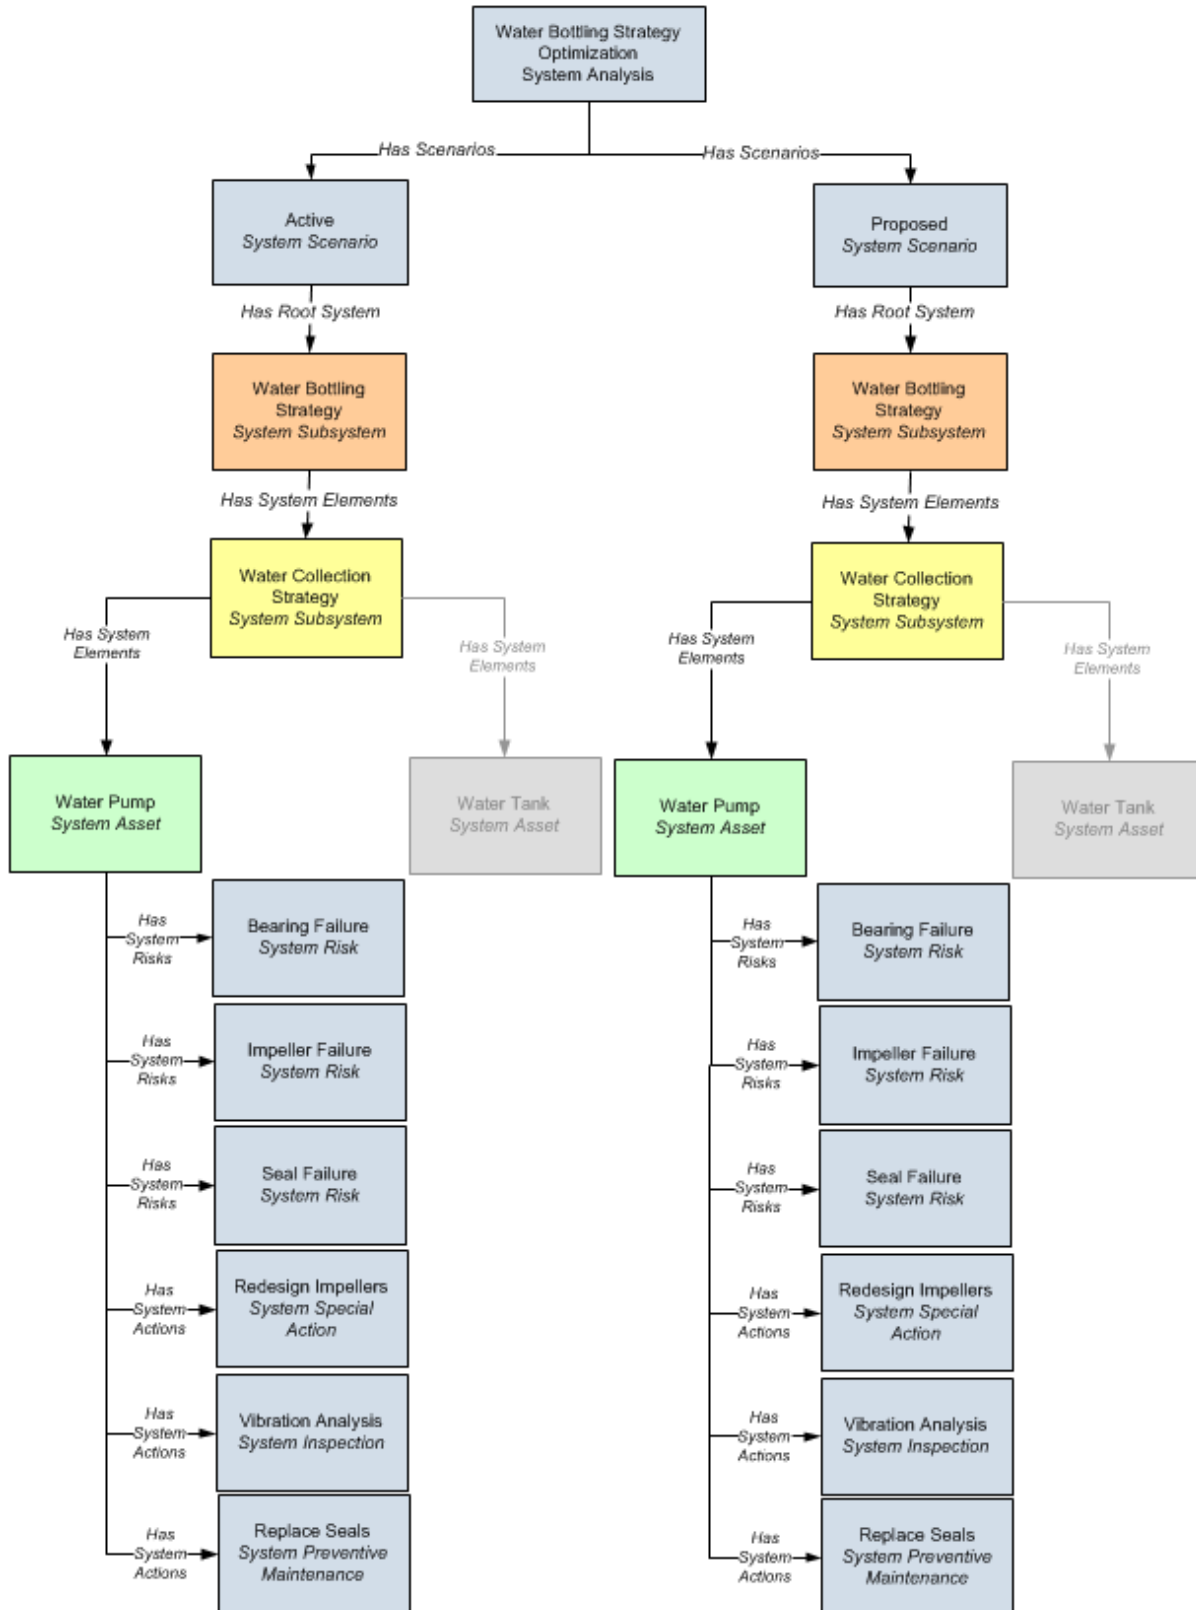 Water Bottling Strategy
Optimization
System Analysis
Has Scenarios
Has Scenarios
Active
System Scenario
Proposed
System Scenario
Has Root System
Has Root System
Water Bottling
Strategy
System Subsystem
Water Bottling
Strategy
System Subsystem
Has System Elements
Has System Elements
Water Collection
Strategy
System Subsystem
Water Collection
Strategy
System Subsystem
Has System
Elements
Has System
Elements
Has System
Elements
Has System
Elements
Water Pump
System Asset
Water Tank
System Asset
Water Pump
System Asset
Water Tank
System Asset
Has
System
Risks
Bearing Failure
System Risk
Has
System
Risks
Bearing Failure
System Risk
Has
System
Risks
Impeller Failure
System Risk
Has
System
Risks
Impeller Failure
System Risk
Has
System
Risks
Seal Failure
System Risk
Has
System
Risks
Seal Failure
System Risk
Has
System
Actions
Redesign Impellers
System Special
Action
Has
System
Actions
Redesign Impellers
System Special
Action
Has
System
Actions
Vibration Analysis
System Inspection
Has
System
Actions
Vibration Analysis
System Inspection
Has
System
Actions
Replace Seals
System Preventive
Maintenance
Has
System
Actions
Replace Seals
System Preventive
Maintenance